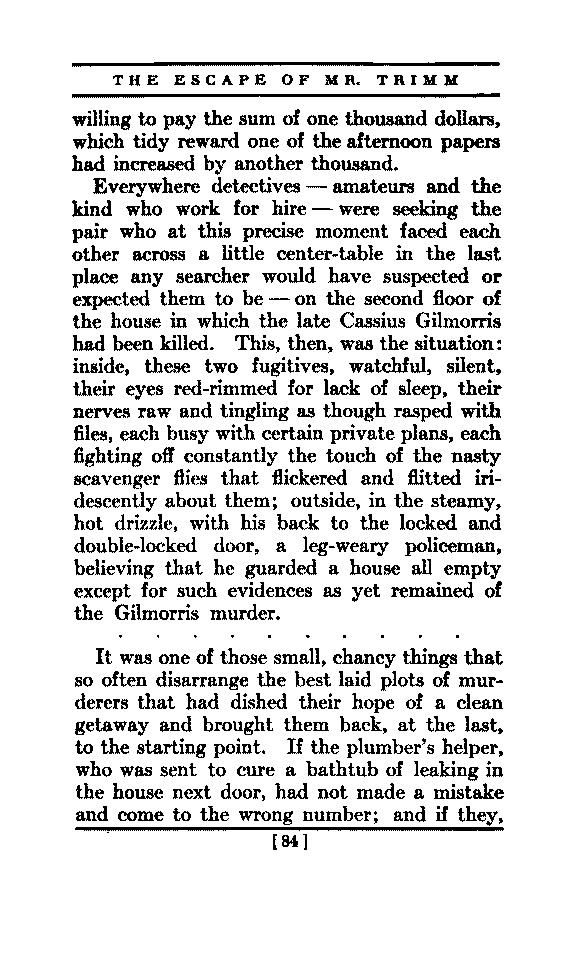 THE ESCAPE OF MR. TRIMM
willing to pay the sum of one thousand dollars,
which tidy reward one of the afternoon papers
had increased by another thousand.
Everywhere detectives — amateurs and the
kind who work for hire — were seeking the
pair who at this precise moment faced each
other across a little center-table in the last
place any searcher would have suspected or
expected them to be — on the second floor of
the house in which the late Cassius Gilmorris
had been killed. This, then, was the situation:
inside, these two fugitives, watchful, silent,
their eyes red-rimmed for lack of sleep, their
nerves raw and tingling as though rasped with
files, each busy with certain private plans, each
fighting off constantly the touch of the nasty
scavenger flies that flickered and flitted iri-
descently about them; outside, in the steamy,
hot drizzle, with his back to the locked and
double-locked door, a leg-weary policeman,
believing that he guarded a house all empty
except for such evidences as yet remained of
the Gilmorris murder.
. . . . . . . . . .
It was one of those small, chancy things that
so often disarrange the best laid plots of mur-
derers that had dished their hope of a clean
getaway and brought them back, at the last,
to the starting point. If the plumber's helper,
who was sent to cure a bathtub of leaking in
the house next door, had not made a mistake
and come to the wrong number; and if they,
[84]